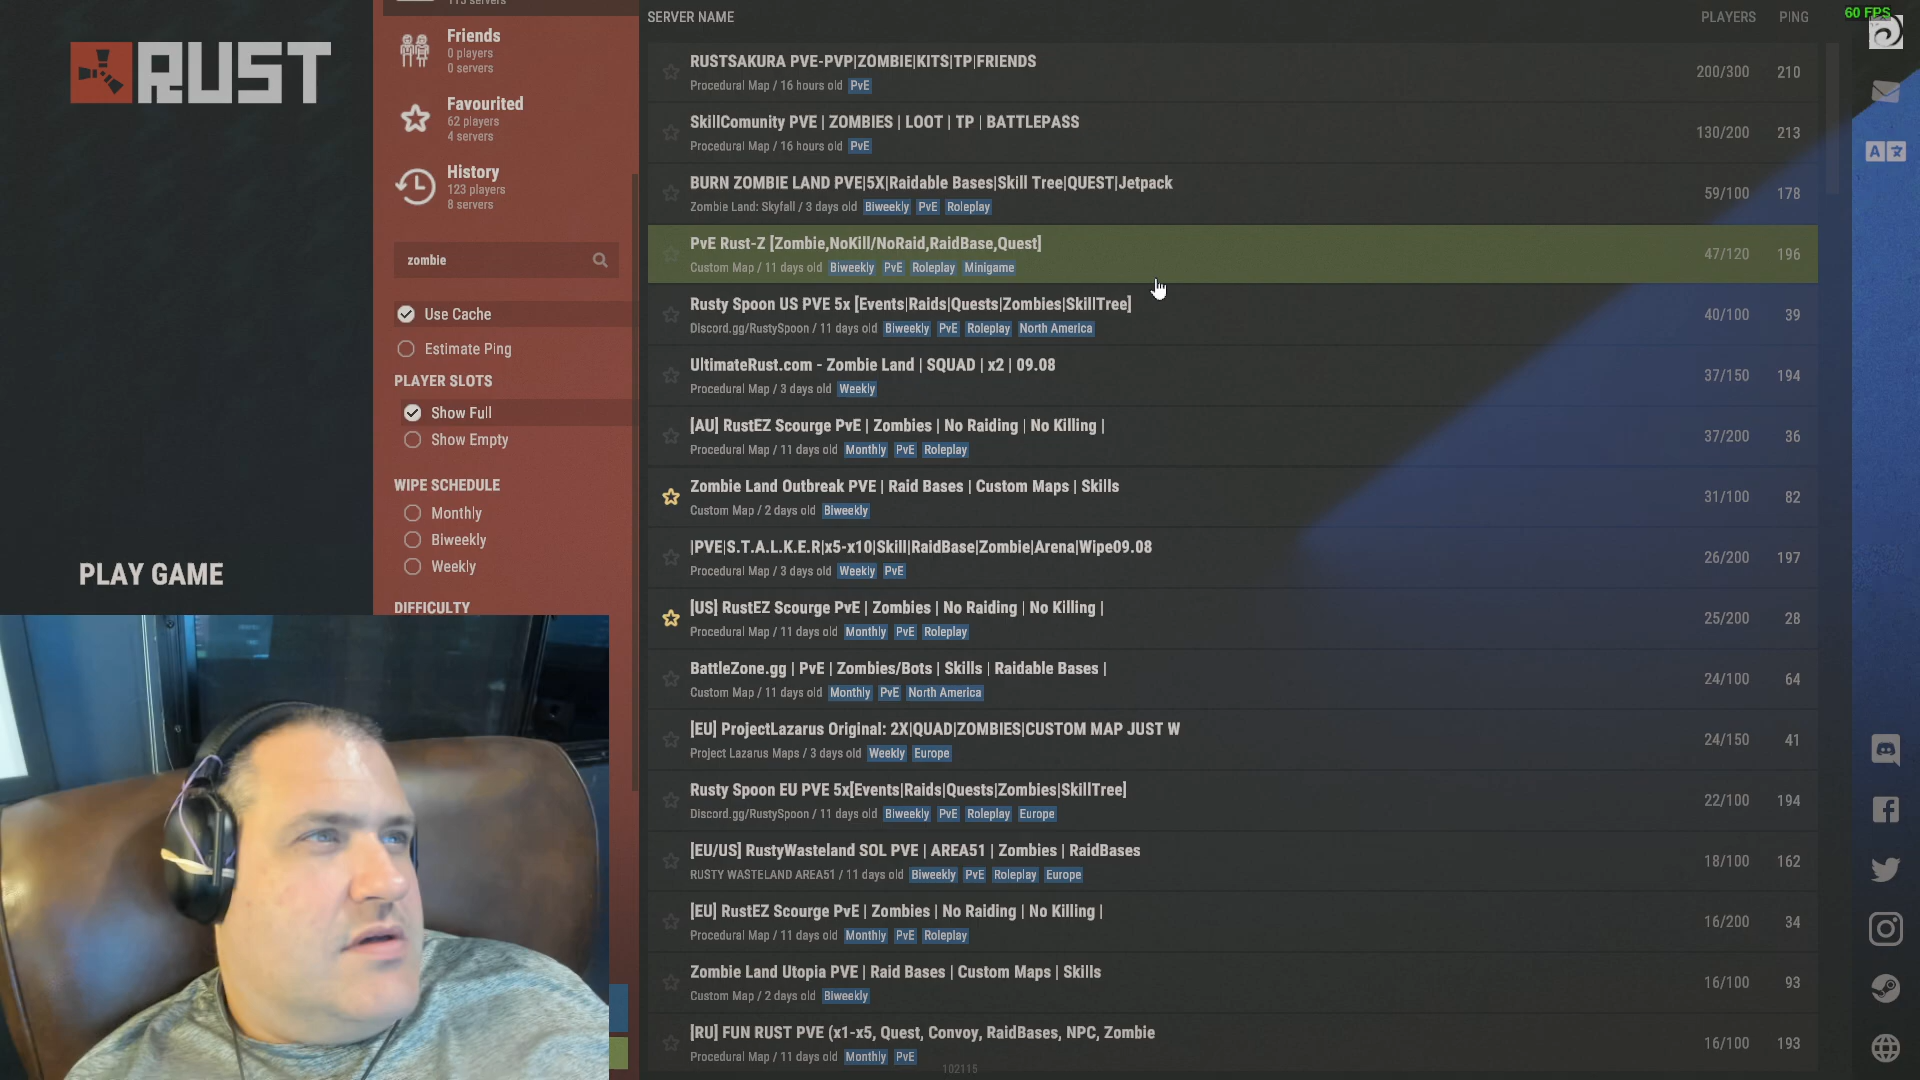 RUST
PLAY GAME
113 servers
Friends
0 players
0 servers
Favourited
62 players
4 servers
History
123 players
8 servers
zombie
Use Cache
Estimate Ping
PLAYER SLOTS
Show Full
Show Empty
WIPE SCHEDULE
Monthly
Biweekly
Weekly
DIFFICULTY
SERVER NAME PLAYERS PING
60 FPS
RUSTSAKURA PVE-PVP|ZOMBIE|KITS|TP|FRIENDS
Procedural Map / 16 hours old PvE
200/300 210
SkillComunity PVE | ZOMBIES | LOOT | TP | BATTLEPASS
Procedural Map / 16 hours old PvE
130/200 213
BURN ZOMBIE LAND PVE|5X|Raidable Bases|Skill Tree|QUEST|Jetpack
Zombie Land: Skyfall / 3 days old Biweekly PvE Roleplay
59/100 178
PvE Rust-Z [Zombie,NoKill/NoRaid,RaidBase,Quest]
Custom Map / 11 days old Biweekly PvE Roleplay Minigame
47/120 196
Rusty Spoon US PVE 5x [Events|Raids|Quests|Zombies|SkillTree]
Discord.gg/RustySpoon / 11 days old Biweekly PvE Roleplay North America
40/100 39
UltimateRust.com - Zombie Land | SQUAD | x2 | 09.08
Procedural Map / 3 days old Weekly
37/150 194
[AU] RustEZ Scourge PvE | Zombies | No Raiding | No Killing |
Procedural Map / 11 days old Monthly PvE Roleplay
37/200 36
Zombie Land Outbreak PVE | Raid Bases | Custom Maps | Skills
Custom Map / 2 days old Biweekly
31/100 82
|PVE|S.T.A.L.K.E.R|x5-x10|Skill|RaidBase|Zombie|Arena|Wipe09.08
Procedural Map / 3 days old Weekly PvE
26/200 197
[US] RustEZ Scourge PvE | Zombies | No Raiding | No Killing |
Procedural Map / 11 days old Monthly PvE Roleplay
25/200 28
BattleZone.gg | PvE | Zombies/Bots | Skills | Raidable Bases |
Custom Map / 11 days old Monthly PvE North America
24/100 64
[EU] ProjectLazarus Original: 2X|QUAD|ZOMBIES|CUSTOM MAP JUST W
Project Lazarus Maps / 3 days old Weekly Europe
24/150 41
Rusty Spoon EU PVE 5x[Events|Raids|Quests|Zombies|SkillTree]
Discord.gg/RustySpoon / 11 days old Biweekly PvE Roleplay Europe
22/100 194
[EU/US] RustyWasteland SOL PVE | AREA51 | Zombies | RaidBases
RUSTY WASTELAND AREA51 / 11 days old Biweekly PvE Roleplay Europe
18/100 162
[EU] RustEZ Scourge PvE | Zombies | No Raiding | No Killing |
Procedural Map / 11 days old Monthly PvE Roleplay
16/200 34
Zombie Land Utopia PVE | Raid Bases | Custom Maps | Skills
Custom Map / 2 days old Biweekly
16/100 93
[RU] FUN RUST PVE (x1-x5, Quest, Convoy, RaidBases, NPC, Zombie
Procedural Map / 11 days old Monthly PvE
16/100 193
102115